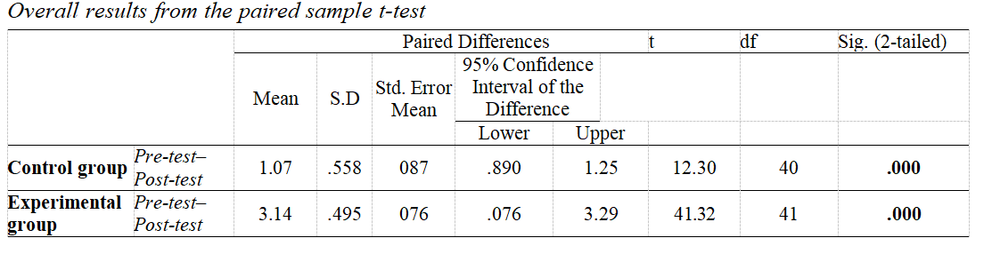 Overall results from the paired sample t-test
Paired Differences t df Sig. (2-tailed)
Mean S.D Std. Error Mean 95% Confidence Interval of the Difference
Lower Upper
Control group Pre-test– Post-test 1.07 .558 087 .890 1.25 12.30 40 .000
Experimental group Pre-test– Post-test 3.14 .495 076 .076 3.29 41.32 41 .000